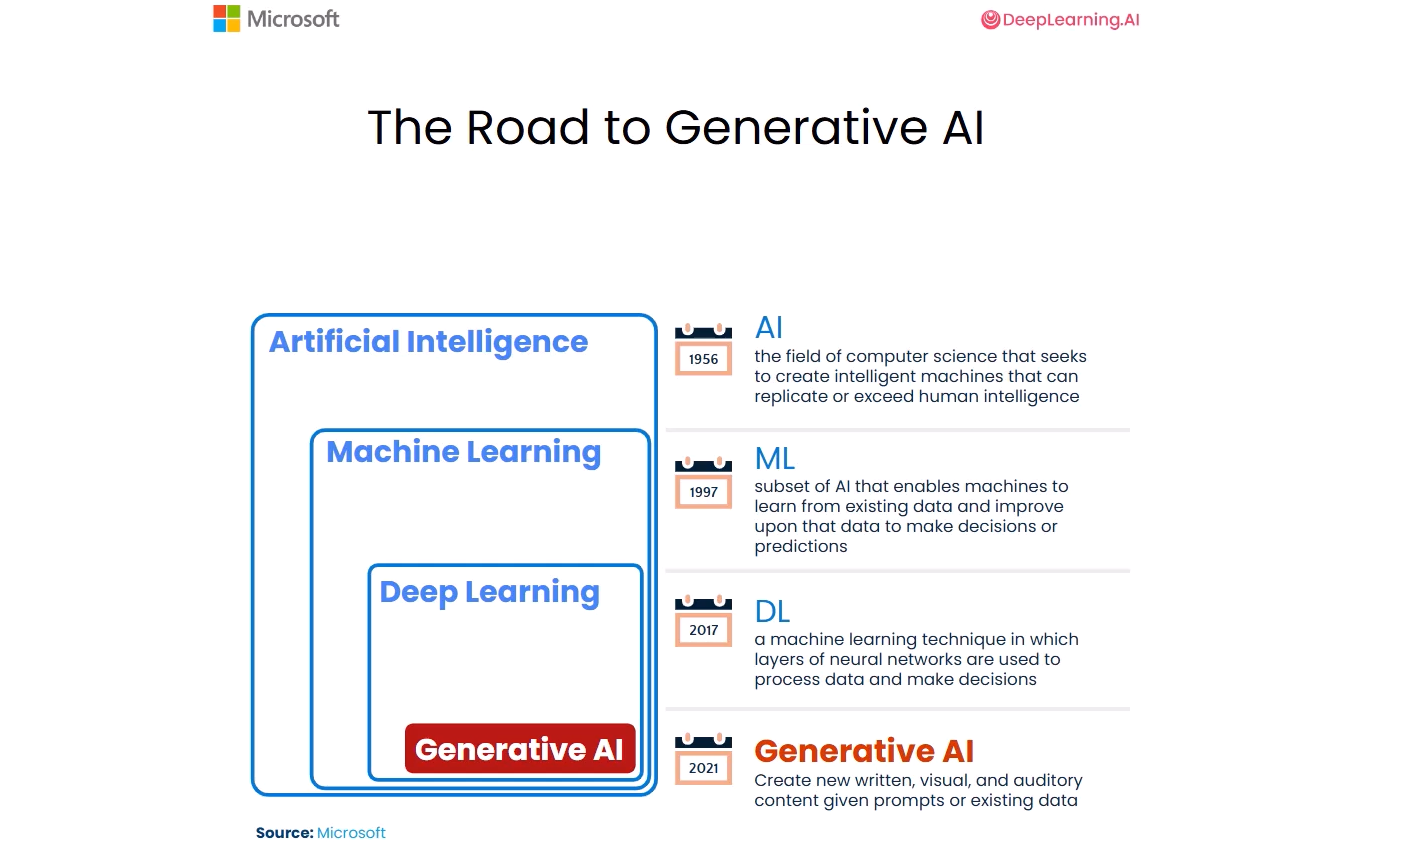 Microsoft
DeepLearning.AI
The Road to Generative AI
Artificial Intelligence
Machine Learning
Deep Learning
Generative AI
1956
AI
the field of computer science that seeks
to create intelligent machines that can
replicate or exceed human intelligence
1997
ML
subset of AI that enables machines to
learn from existing data and improve
upon that data to make decisions or
predictions
2017
DL
a machine learning technique in which
layers of neural networks are used to
process data and make decisions
2021
Generative AI
Create new written, visual, and auditory
content given prompts or existing data
Source: Microsoft